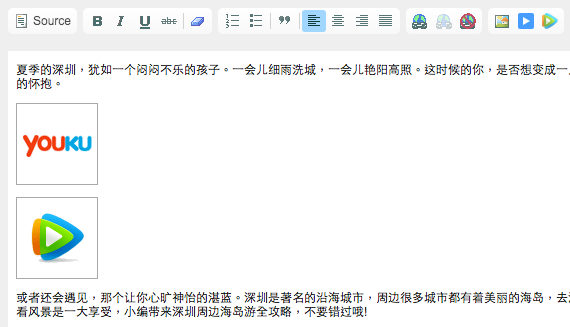 Source B I U abc
夏季的深圳，犹如一个闷闷不乐的孩子。一会儿细雨洗城，一会儿艳阳高照。这时候的你，是否想变成一
的怀抱。
YOUKU
或者还会遇见，那个让你心旷神怡的湛蓝。深圳是著名的沿海城市，周边很多城市都有着美丽的海岛，去
看风景是一大享受，小编带来深圳周边海岛游全攻略，不要错过哦!